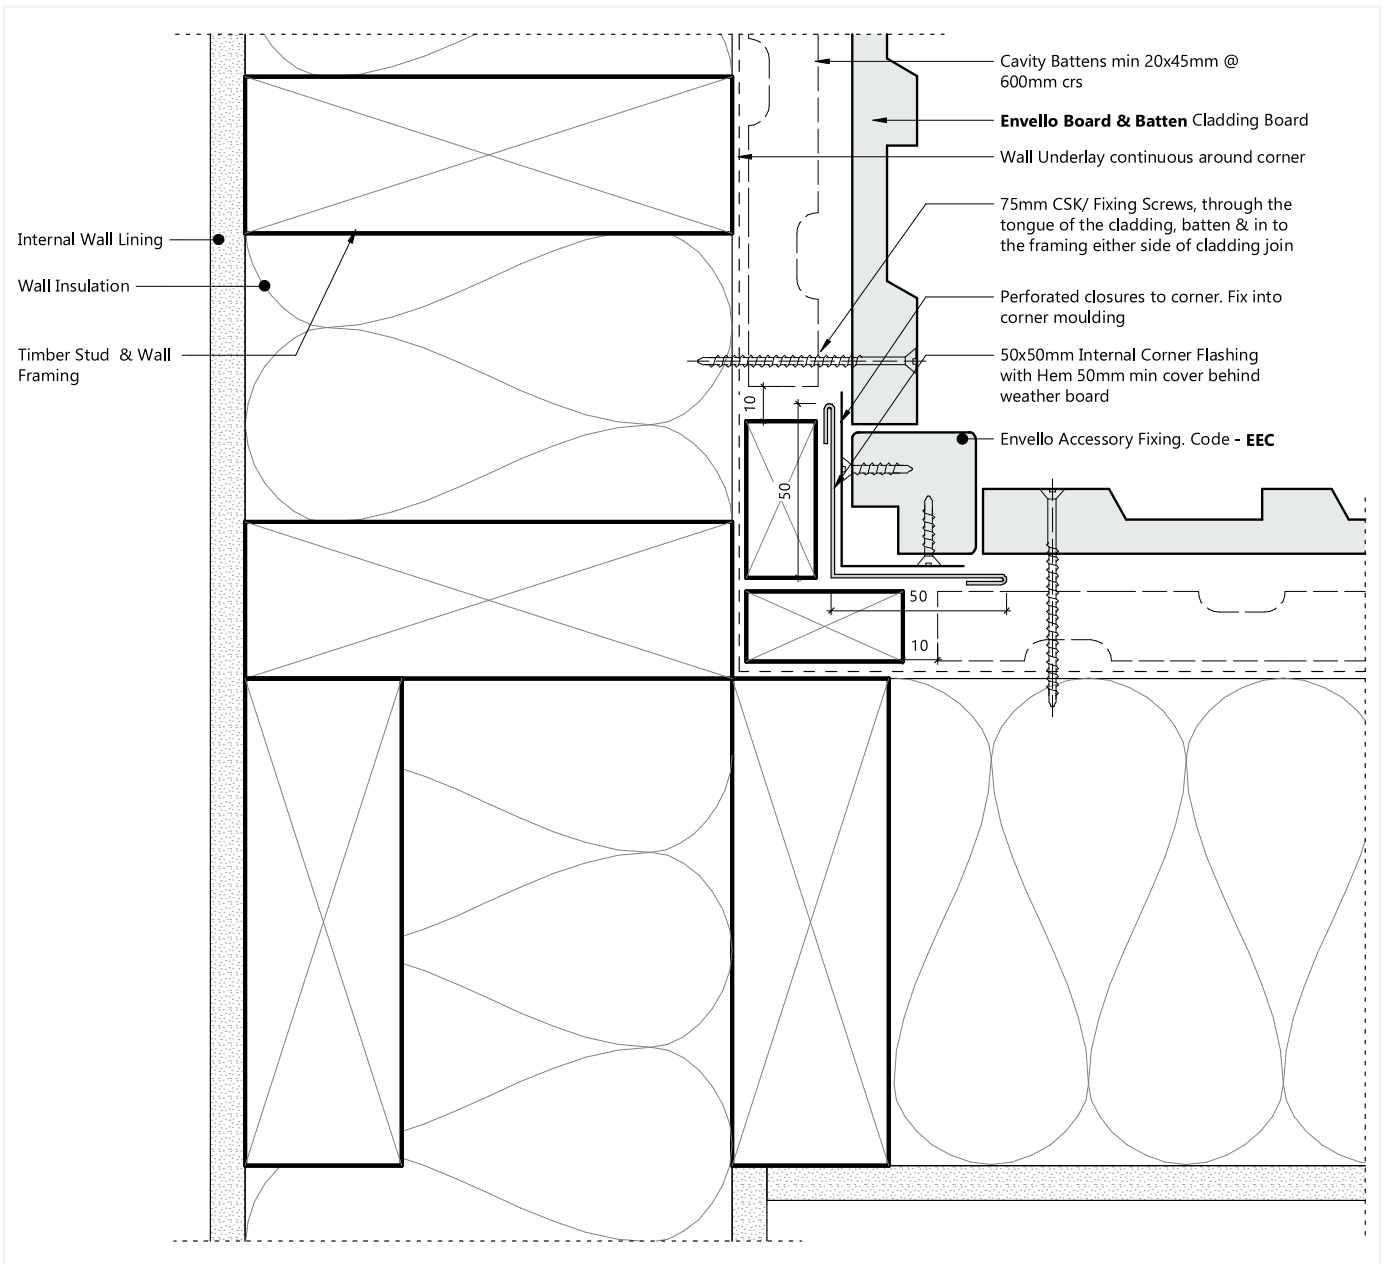 Cavity Battens min 20x45mm @
600mm crs
Envello Board & Batten Cladding Board
Wall Underlay continuous around corner
75mm CSK/ Fixing Screws, through the
tongue of the cladding, batten & in to
the framing either side of cladding join
Internal Wall Lining
Wall Insulation
Perforated closures to corner. Fix into
corner moulding
Timber Stud & Wall
Framing
50x50mm Internal Corner Flashing
with Hem 50mm min cover behind
weather board
10
Envello Accessory Fixing. Code - EEC
50
50
10